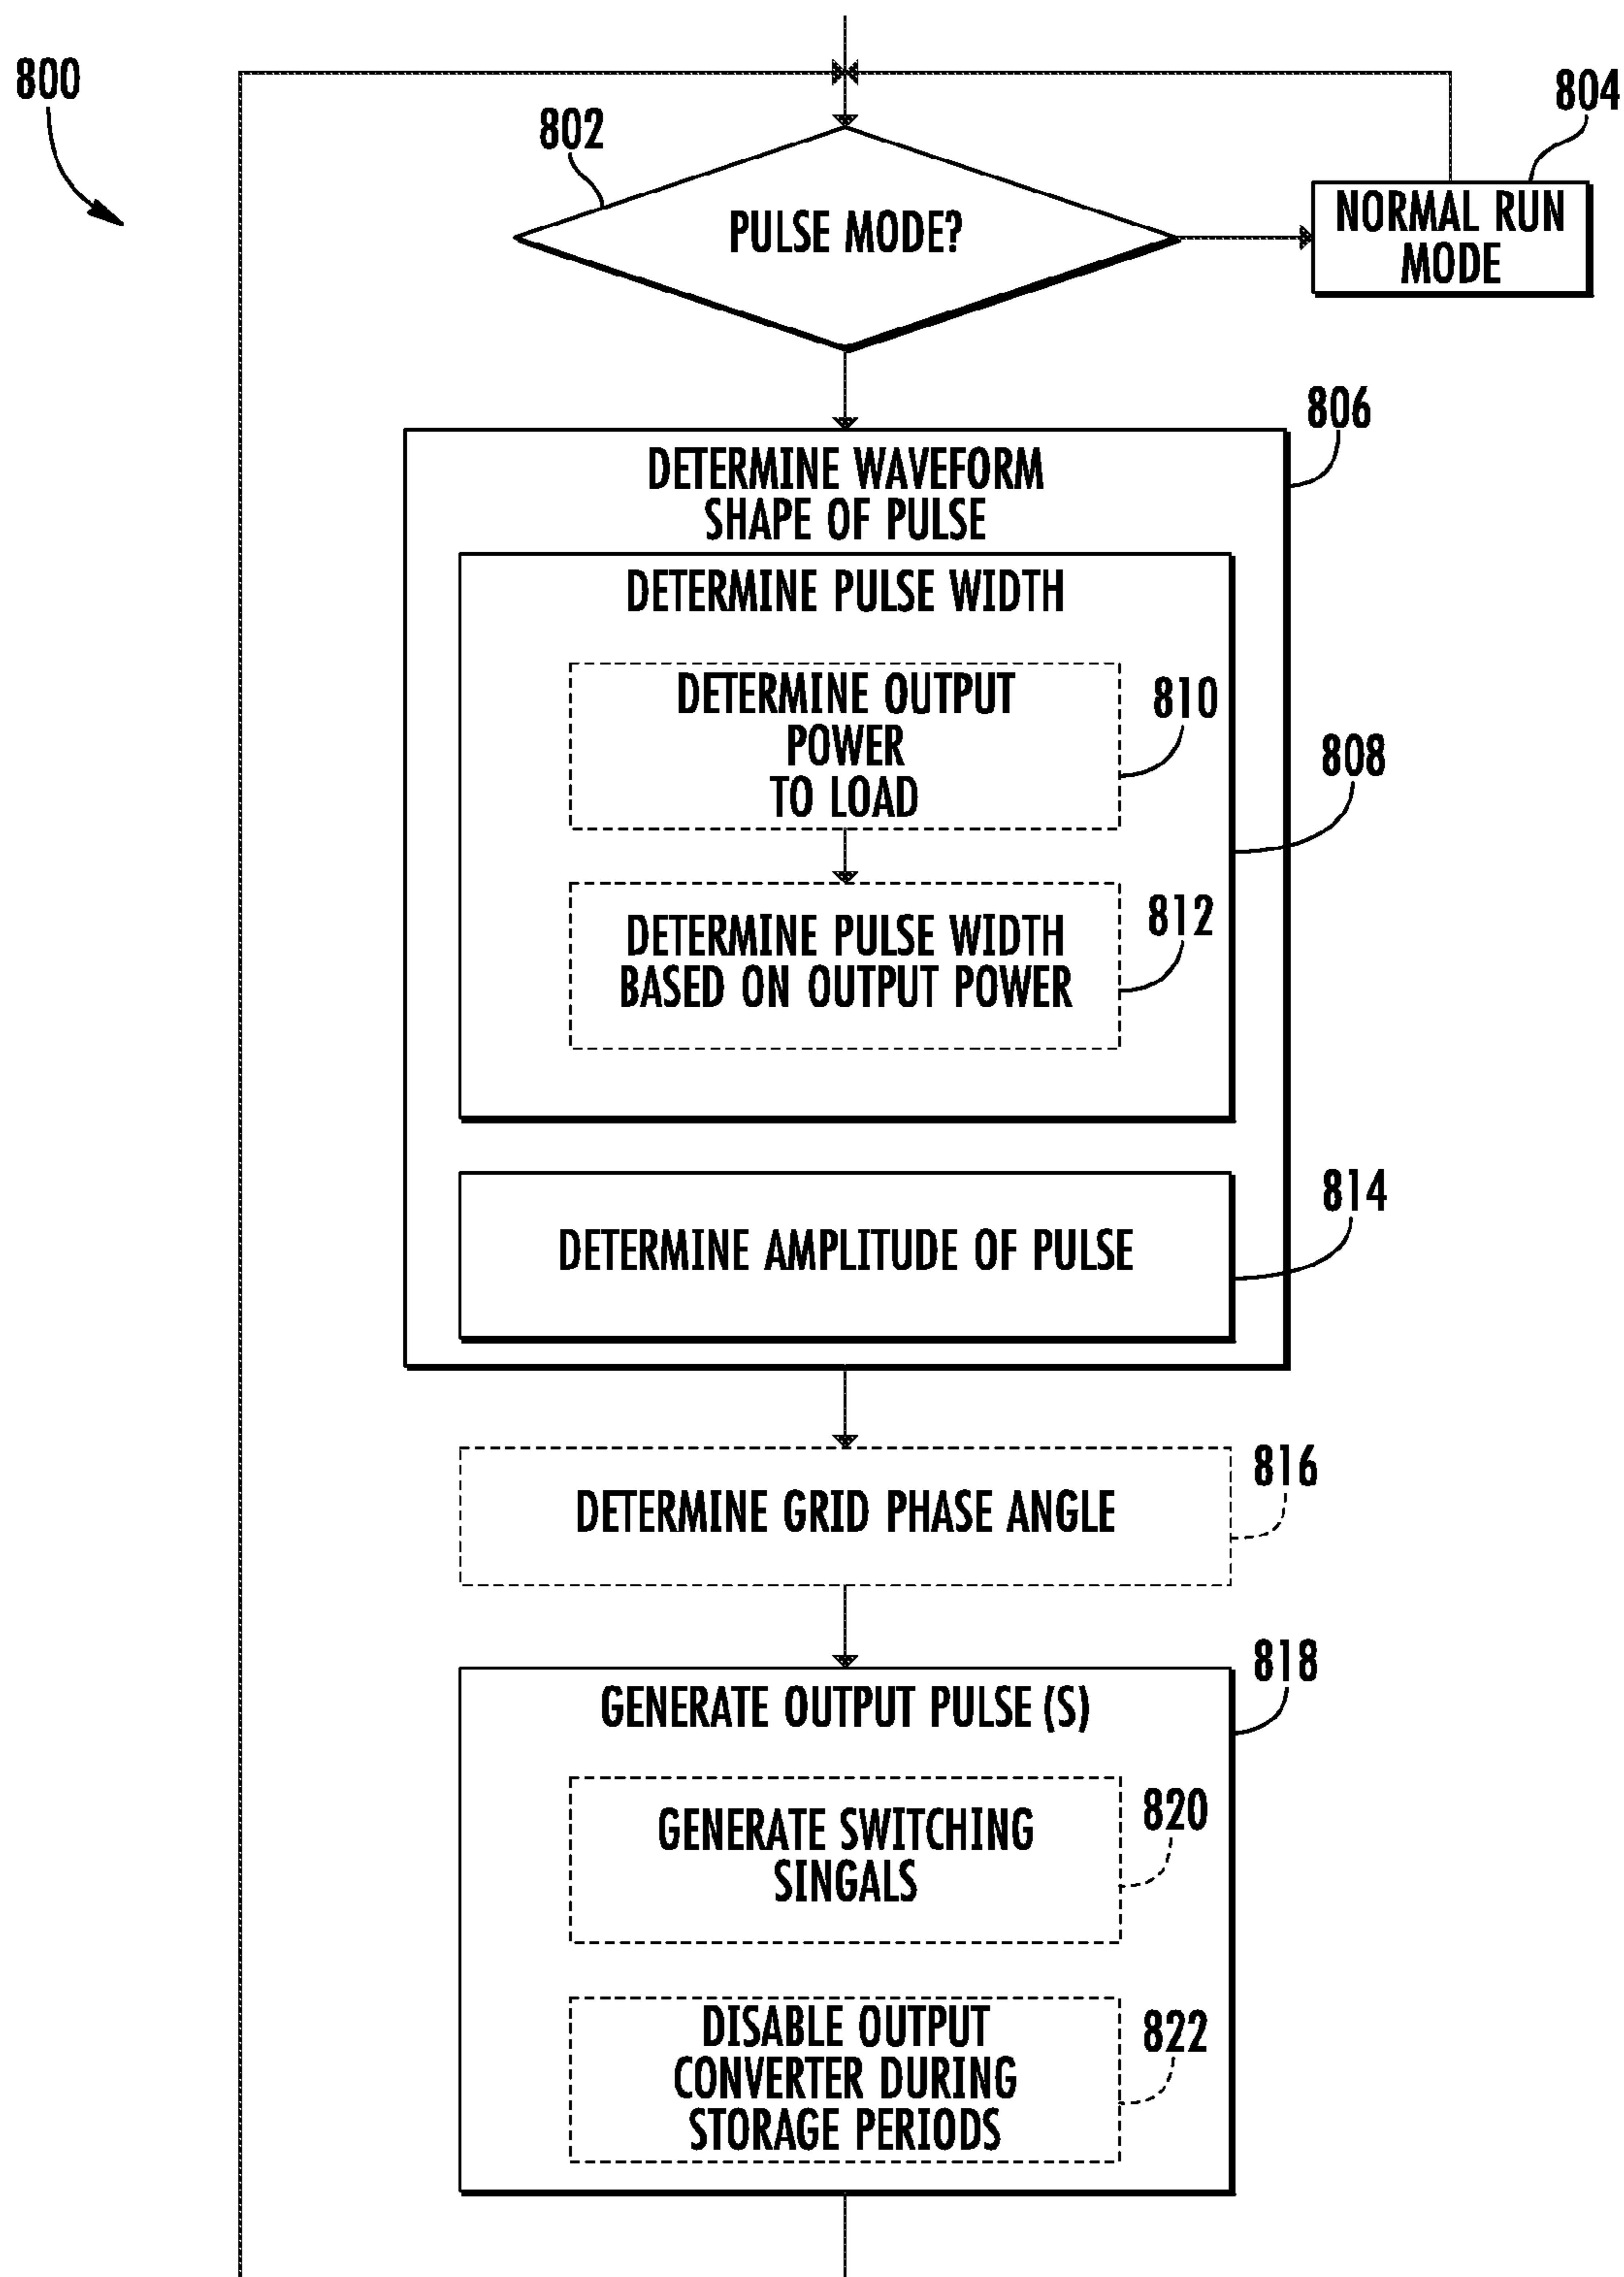 800
802
804
PULSE MODE?
NORMAL RUN
MODE
806
DETERMINE WAVEFORM
SHAPE OF PULSE
DETERMINE PULSE WIDTH
DETERMINE OUTPUT
POWER
TO LOAD
810
808
DETERMINE PULSE WIDTH
BASED ON OUTPUT POWER
812
814
DETERMINE AMPLITUDE OF PULSE
816
DETERMINE GRID PHASE ANGLE
818
GENERATE OUTPUT PULSE (S)
GENERATE SWITCHING
SINGALS
820
DISABLE OUTPUT
CONVERTER DURING
STORAGE PERIODS
822